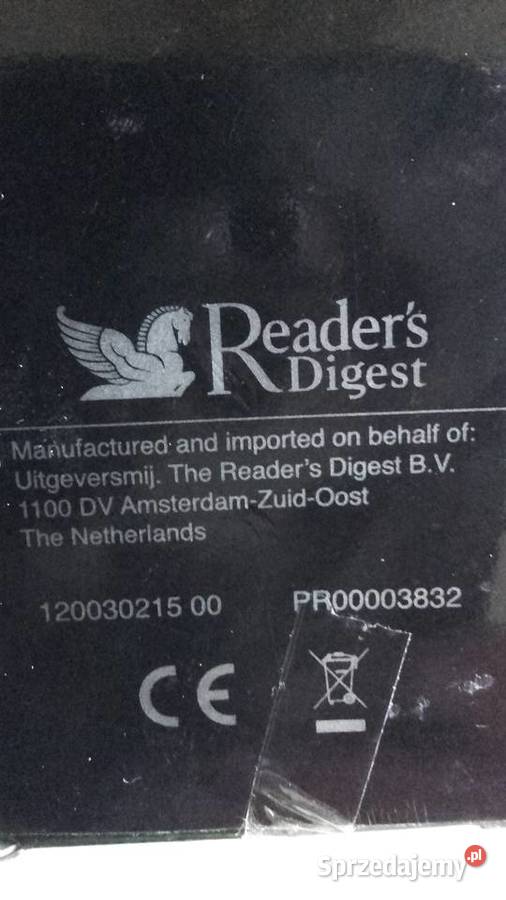 Reader's
Digest
Manufactured and imported on behalf of:
Uitgeversmij. The Reader's Digest B.V.
1100 DV Amsterdam-Zuid-Oost
The Netherlands
120030215 00 PR00003832
CE
Sprzedajemy.pl